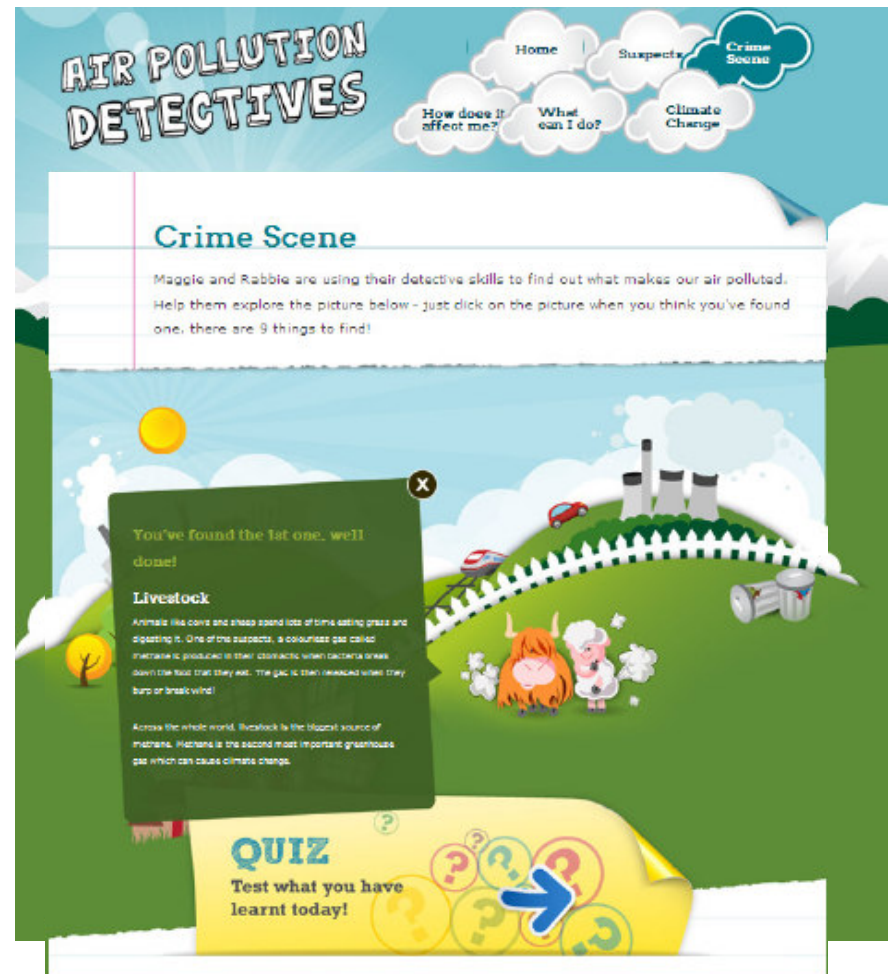 AIR POLLUTION
DETECTIVES
Home
Suspects
Crime
Scene
How does it
affect me?
What
can I do?
Climate
Change
Crime Scene
Maggie and Rabbie are using their detective skills to find out what makes our air polluted.
Help them explore the picture below - just click on the picture when you think you've found
one, there are 9 things to find!
X
You've found the 1st one, well
done!
Livestock
Animals like cows and sheep spend lots of time eating grass and
digesting it. One of the suspects, a colourless gas called
methane is produced in their stomachs when bacteria break
down the food that they eat. The gas is then released when they
burp or break wind!
Across the whole world, livestock is the biggest source of
methane. Methane is the second most important greenhouse
gas which can cause climate change.
QUIZ
Test what you have
learnt today!